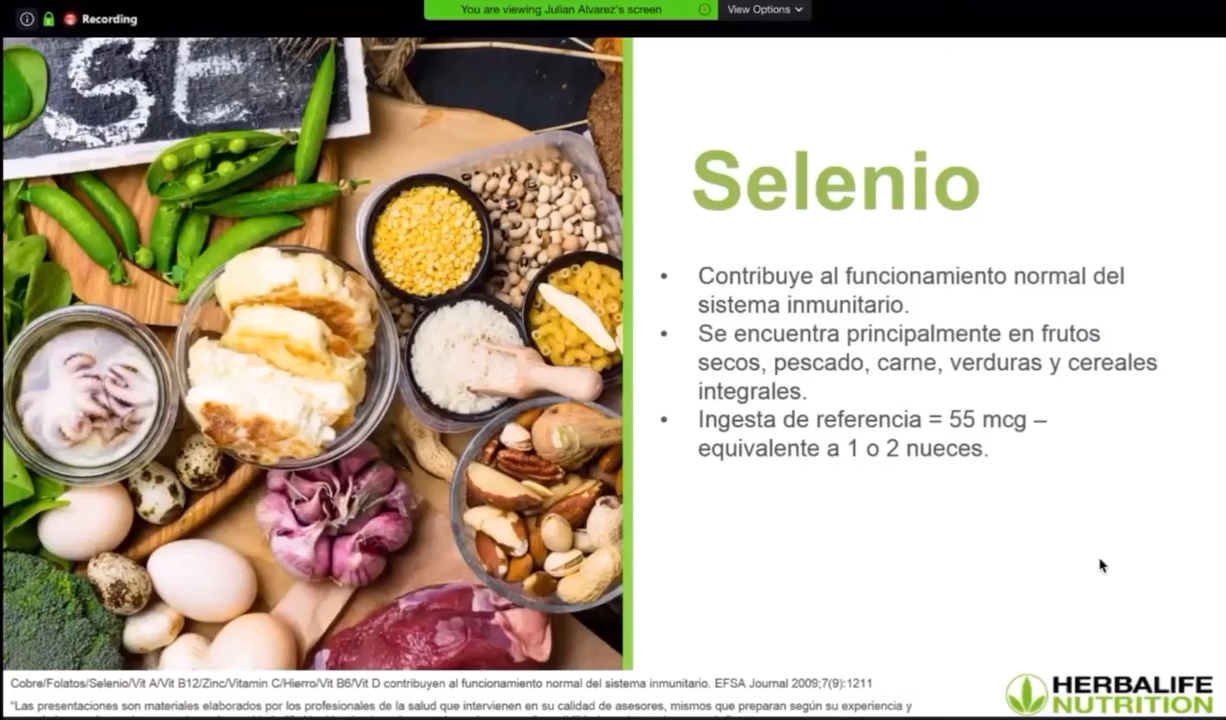 Recording
You are viewing Julian Alvarez's screen
View Options
SE
Selenio
• Contribuye al funcionamiento normal del
sistema inmunitario.
• Se encuentra principalmente en frutos
secos, pescado, carne, verduras y cereales
integrales.
• Ingesta de referencia = 55 mcg –
equivalente a 1 o 2 nueces.
Cobre/Folatos/Selenio/Vit A/Vit B12/Zinc/Vitamin C/Hierro/Vit B6/Vit D contribuyen al funcionamiento normal del sistema inmunitario. EFSA Journal 2009;7(9):1211
"Las presentaciones son materiales elaborados por los profesionales de la salud que intervienen en su calidad de asesores, mismos que preparan según su experiencia y
HERBALIFE
NUTRITION